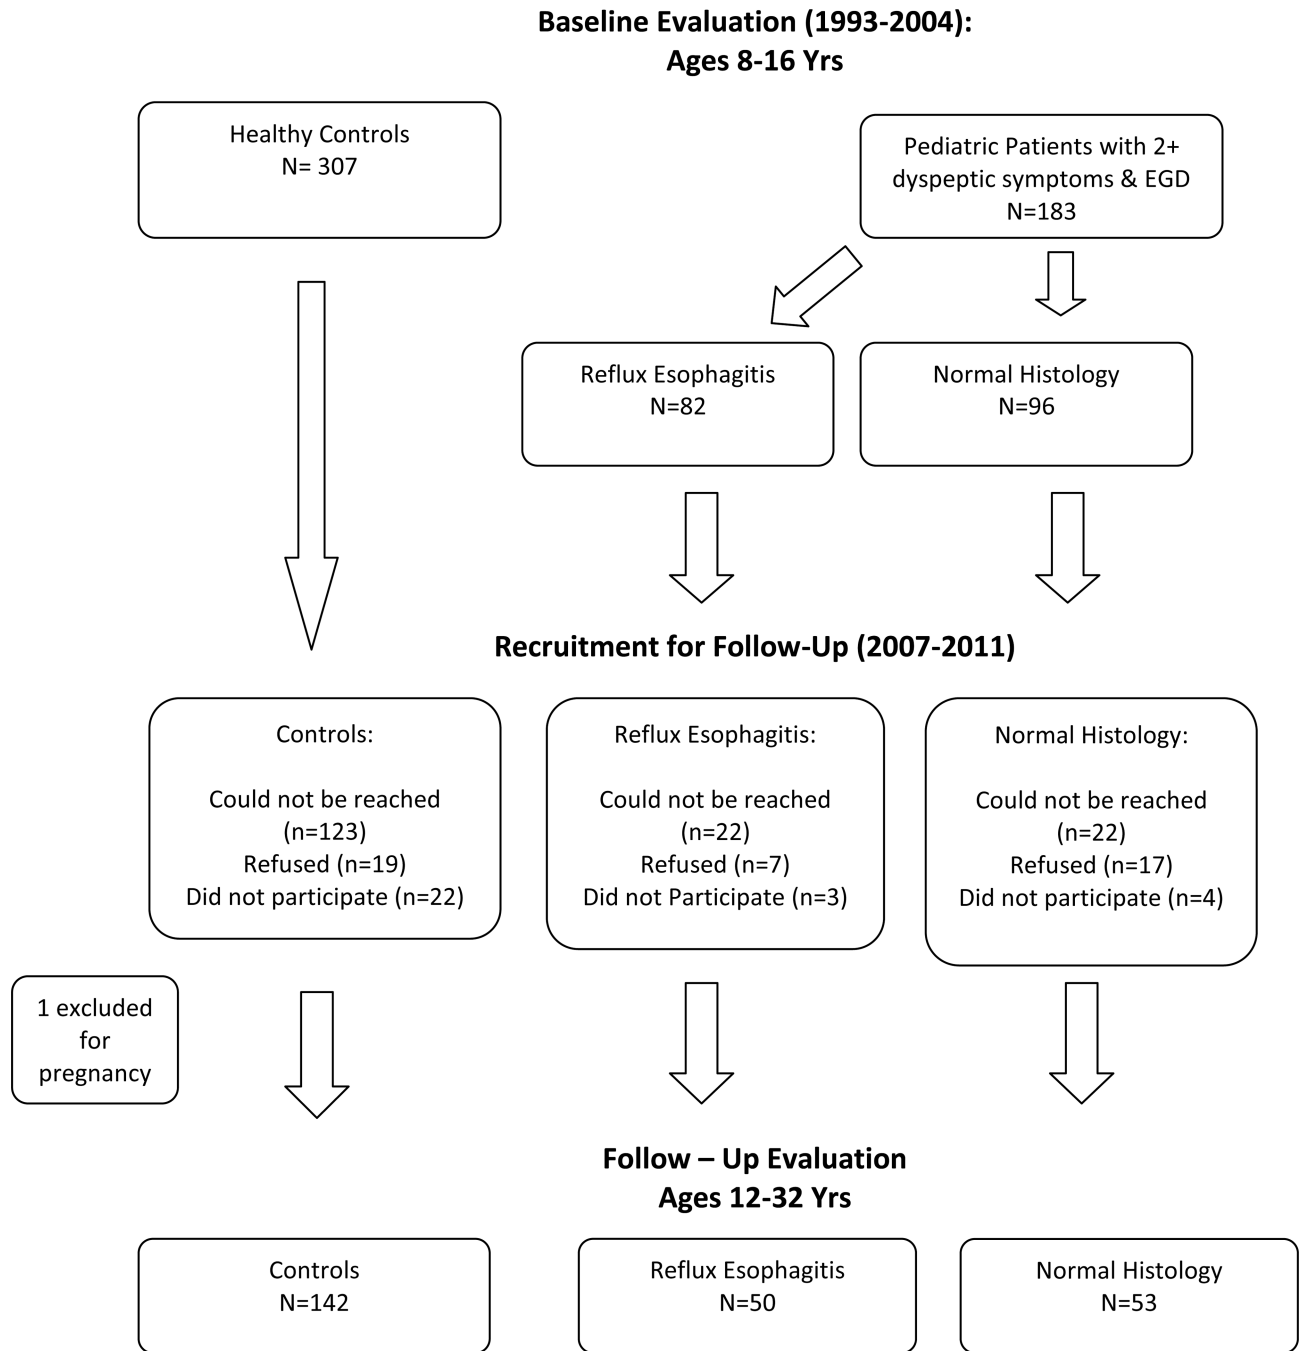 Baseline Evaluation (1993-2004):
Ages 8-16 Yrs
Healthy Controls
N= 307
Pediatric Patients with 2+
dyspeptic symptoms & EGD
N=183
Reflux Esophagitis
N=82
Normal Histology
N=96
Recruitment for Follow-Up (2007-2011)
Controls:
Could not be reached
(n=123)
Refused (n=19)
Did not participate (n=22)
Reflux Esophagitis:
Could not be reached
(n=22)
Refused (n=7)
Did not Participate (n=3)
Normal Histology:
Could not be reached
(n=22)
Refused (n=17)
Did not participate (n=4)
1 excluded
for
pregnancy
Follow – Up Evaluation
Ages 12-32 Yrs
Controls
N=142
Reflux Esophagitis
N=50
Normal Histology
N=53